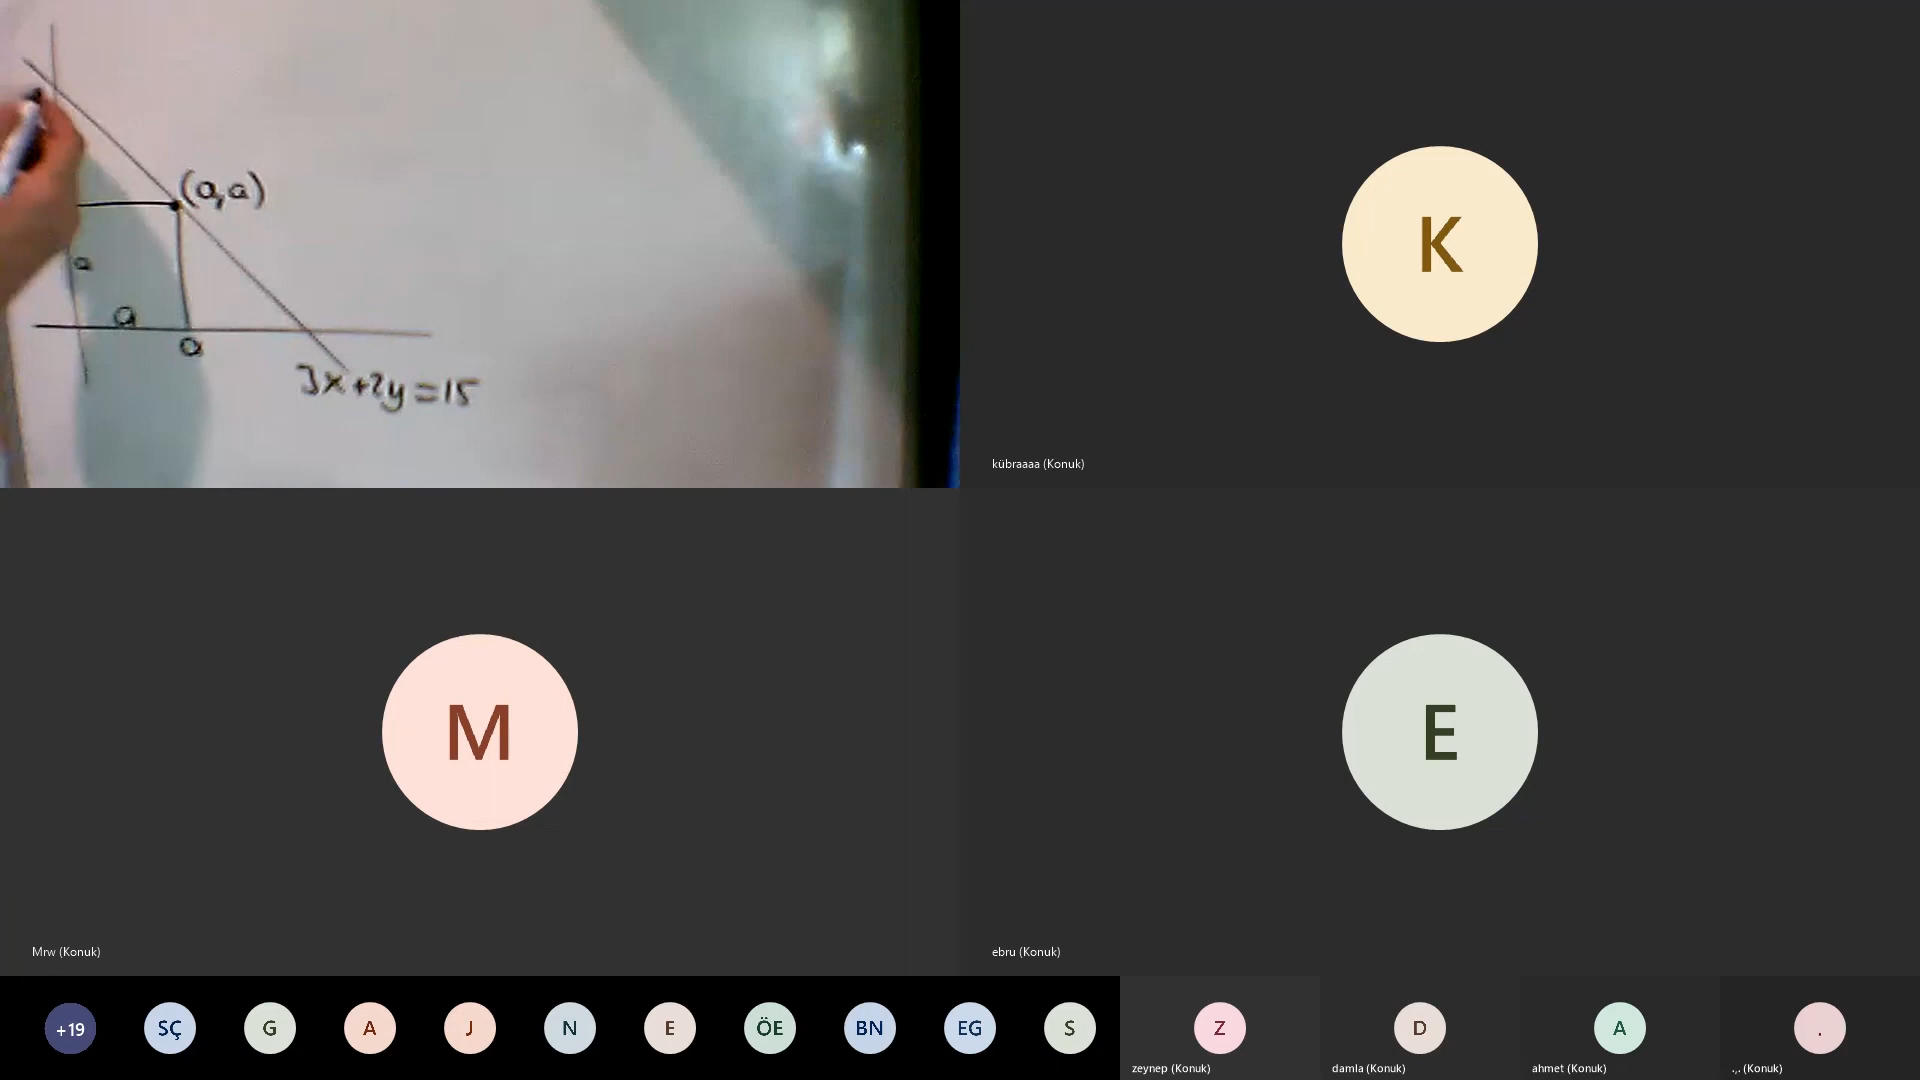 (a,a)
a
a
a
3x+2y=15
K
kübraaaa (Konuk)
M
E
Mrw (Konuk)
ebru (Konuk)
+19
SÇ
G
A
J
N
E
ÖE
BN
EG
S
Z
D
A
.
zeynep (Konuk)
damla (Konuk)
ahmet (Konuk)
.,. (Konuk)